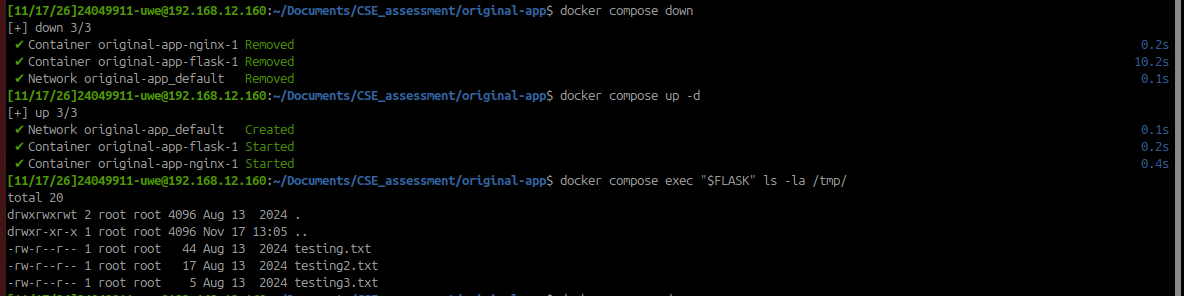 [11/17/26]24049911-uwe@192.168.12.160:~/Documents/CSE_assessment/original-app$ docker compose down
[+] down 3/3
✔ Container original-app-nginx-1 Removed 0.2s
✔ Container original-app-flask-1 Removed 10.2s
✔ Network original-app_default Removed 0.1s
[11/17/26]24049911-uwe@192.168.12.160:~/Documents/CSE_assessment/original-app$ docker compose up -d
[+] up 3/3
✔ Network original-app_default Created 0.1s
✔ Container original-app-flask-1 Started 0.2s
✔ Container original-app-nginx-1 Started 0.4s
[11/17/26]24049911-uwe@192.168.12.160:~/Documents/CSE_assessment/original-app$ docker compose exec "$FLASK" ls -la /tmp/
total 20
drwxrwxrwt 2 root root 4096 Aug 13 2024 .
drwxr-xr-x 1 root root 4096 Nov 17 13:05 ..
-rw-r--r-- 1 root root 44 Aug 13 2024 testing.txt
-rw-r--r-- 1 root root 17 Aug 13 2024 testing2.txt
-rw-r--r-- 1 root root 5 Aug 13 2024 testing3.txt